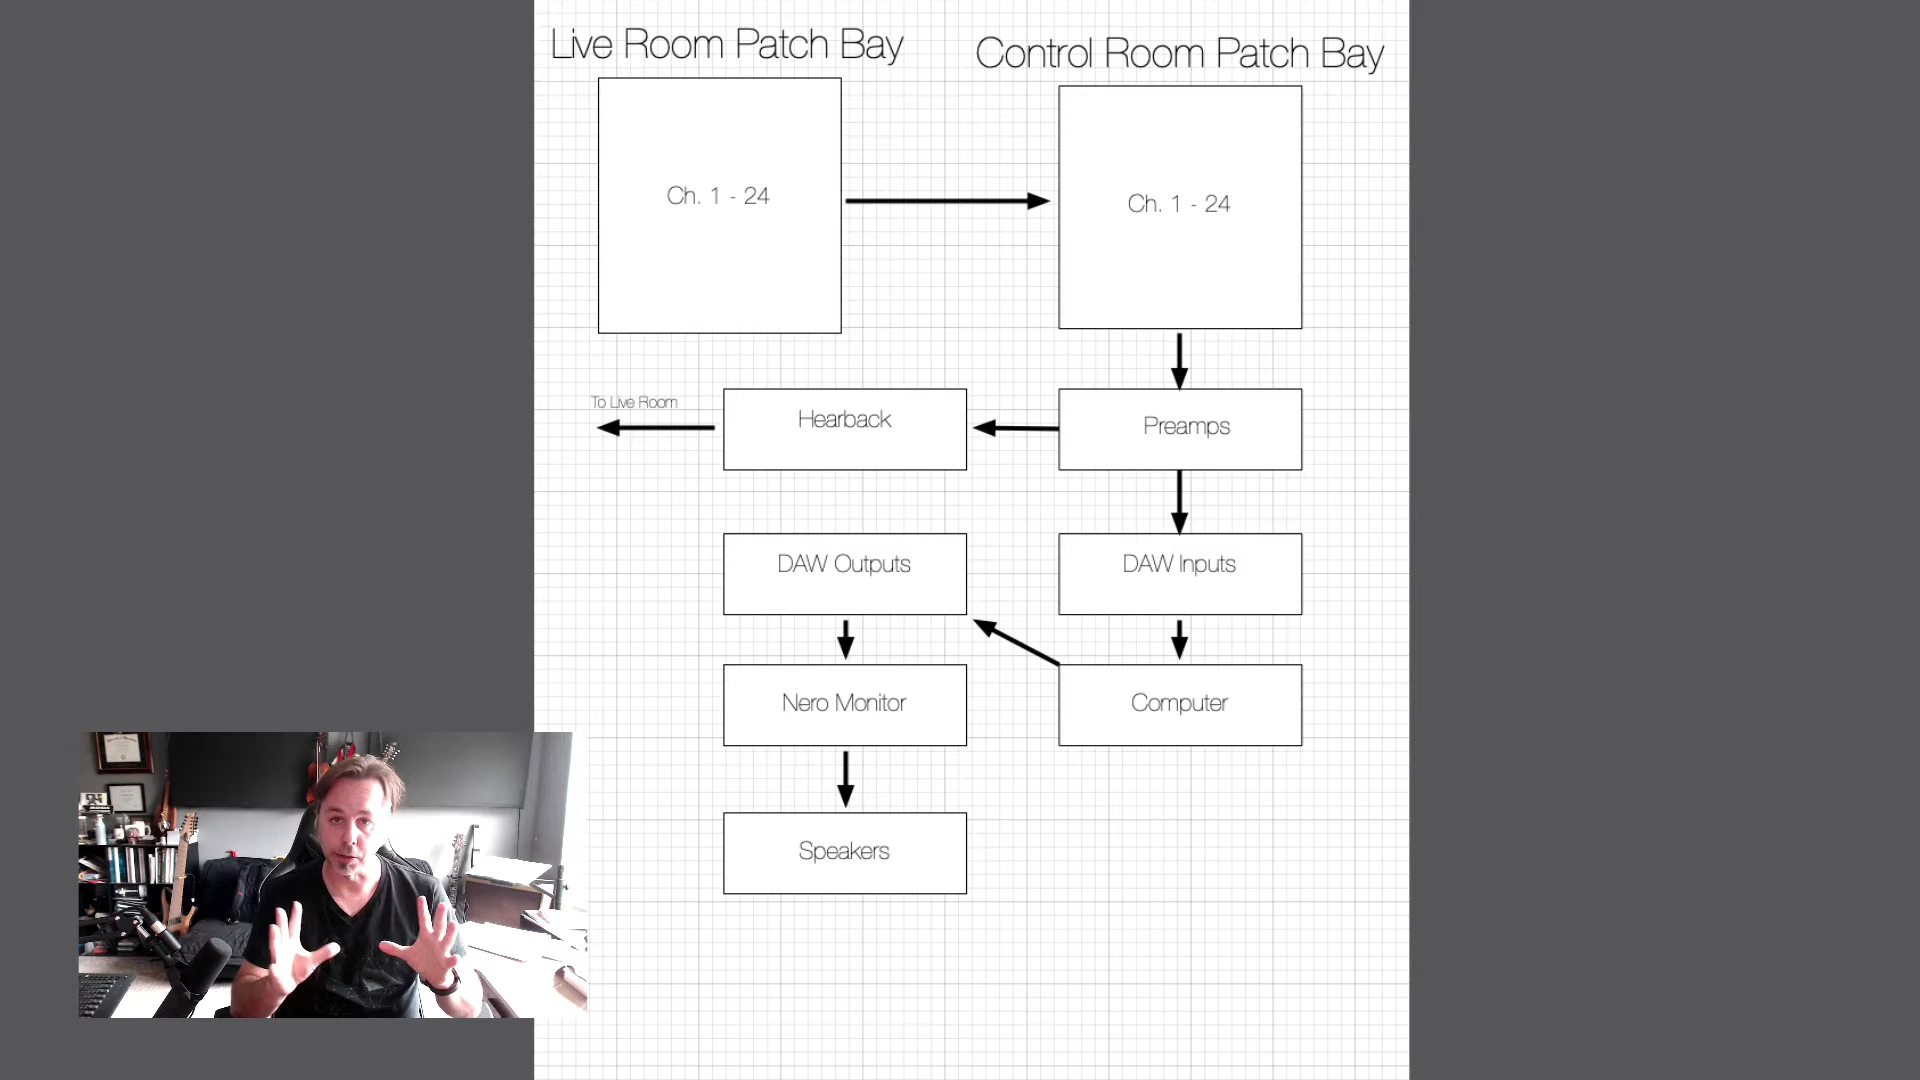 Live Room Patch Bay
Control Room Patch Bay
Ch. 1 - 24
Ch. 1 - 24
To Live Room
Hearback
Preamps
DAW Outputs
DAW Inputs
Nero Monitor
Computer
Speakers